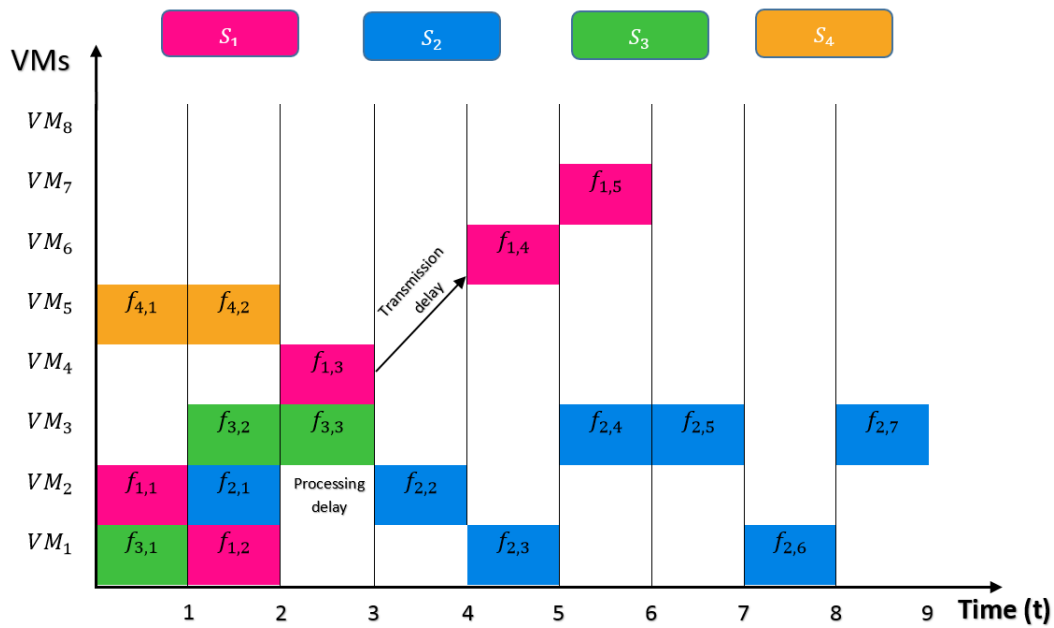 S₁ S₂ S₃ S₄
VMs
VM₈
VM₇ f₁,₅
VM₆ f₁,₄
Transmission
delay
VM₅ f₄,₁ f₄,₂
VM₄ f₁,₃
VM₃ f₃,₂ f₃,₃ f₂,₄ f₂,₅ f₂,₇
VM₂ f₁,₁ f₂,₁ Processing f₂,₂
delay
VM₁ f₃,₁ f₁,₂ f₂,₃ f₂,₆
1 2 3 4 5 6 7 8 9 Time (t)